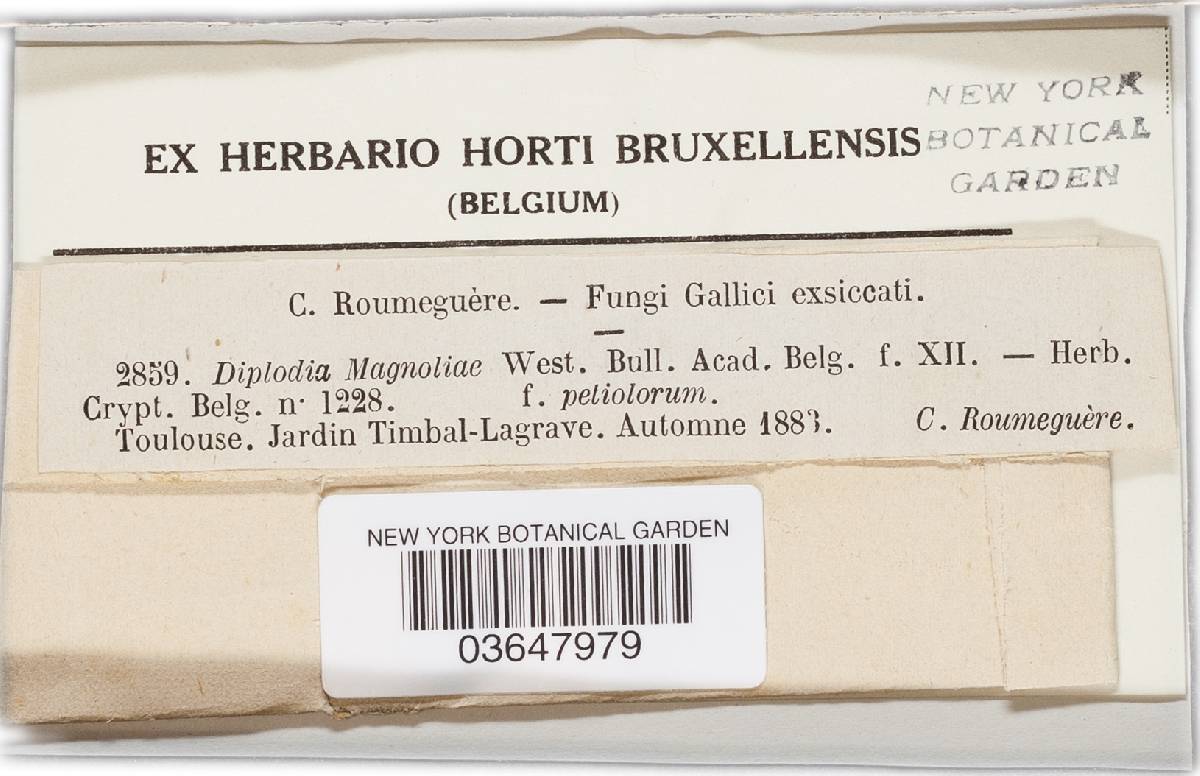 NEW YORK
BOTANICAL
GARDEN
EX HERBARIO HORTI BRUXELLENSIS
(BELGIUM)
C. Roumeguère. — Fungi Gallici exsiccati.
2859. Diplodia Magnoliae West. Bull. Acad. Belg. f. XII. — Herb.
Crypt. Belg. n· 1228. f. petiolorum.
Toulouse. Jardin Timbal-Lagrave. Automne 1883. C. Roumeguère.
NEW YORK BOTANICAL GARDEN
03647979